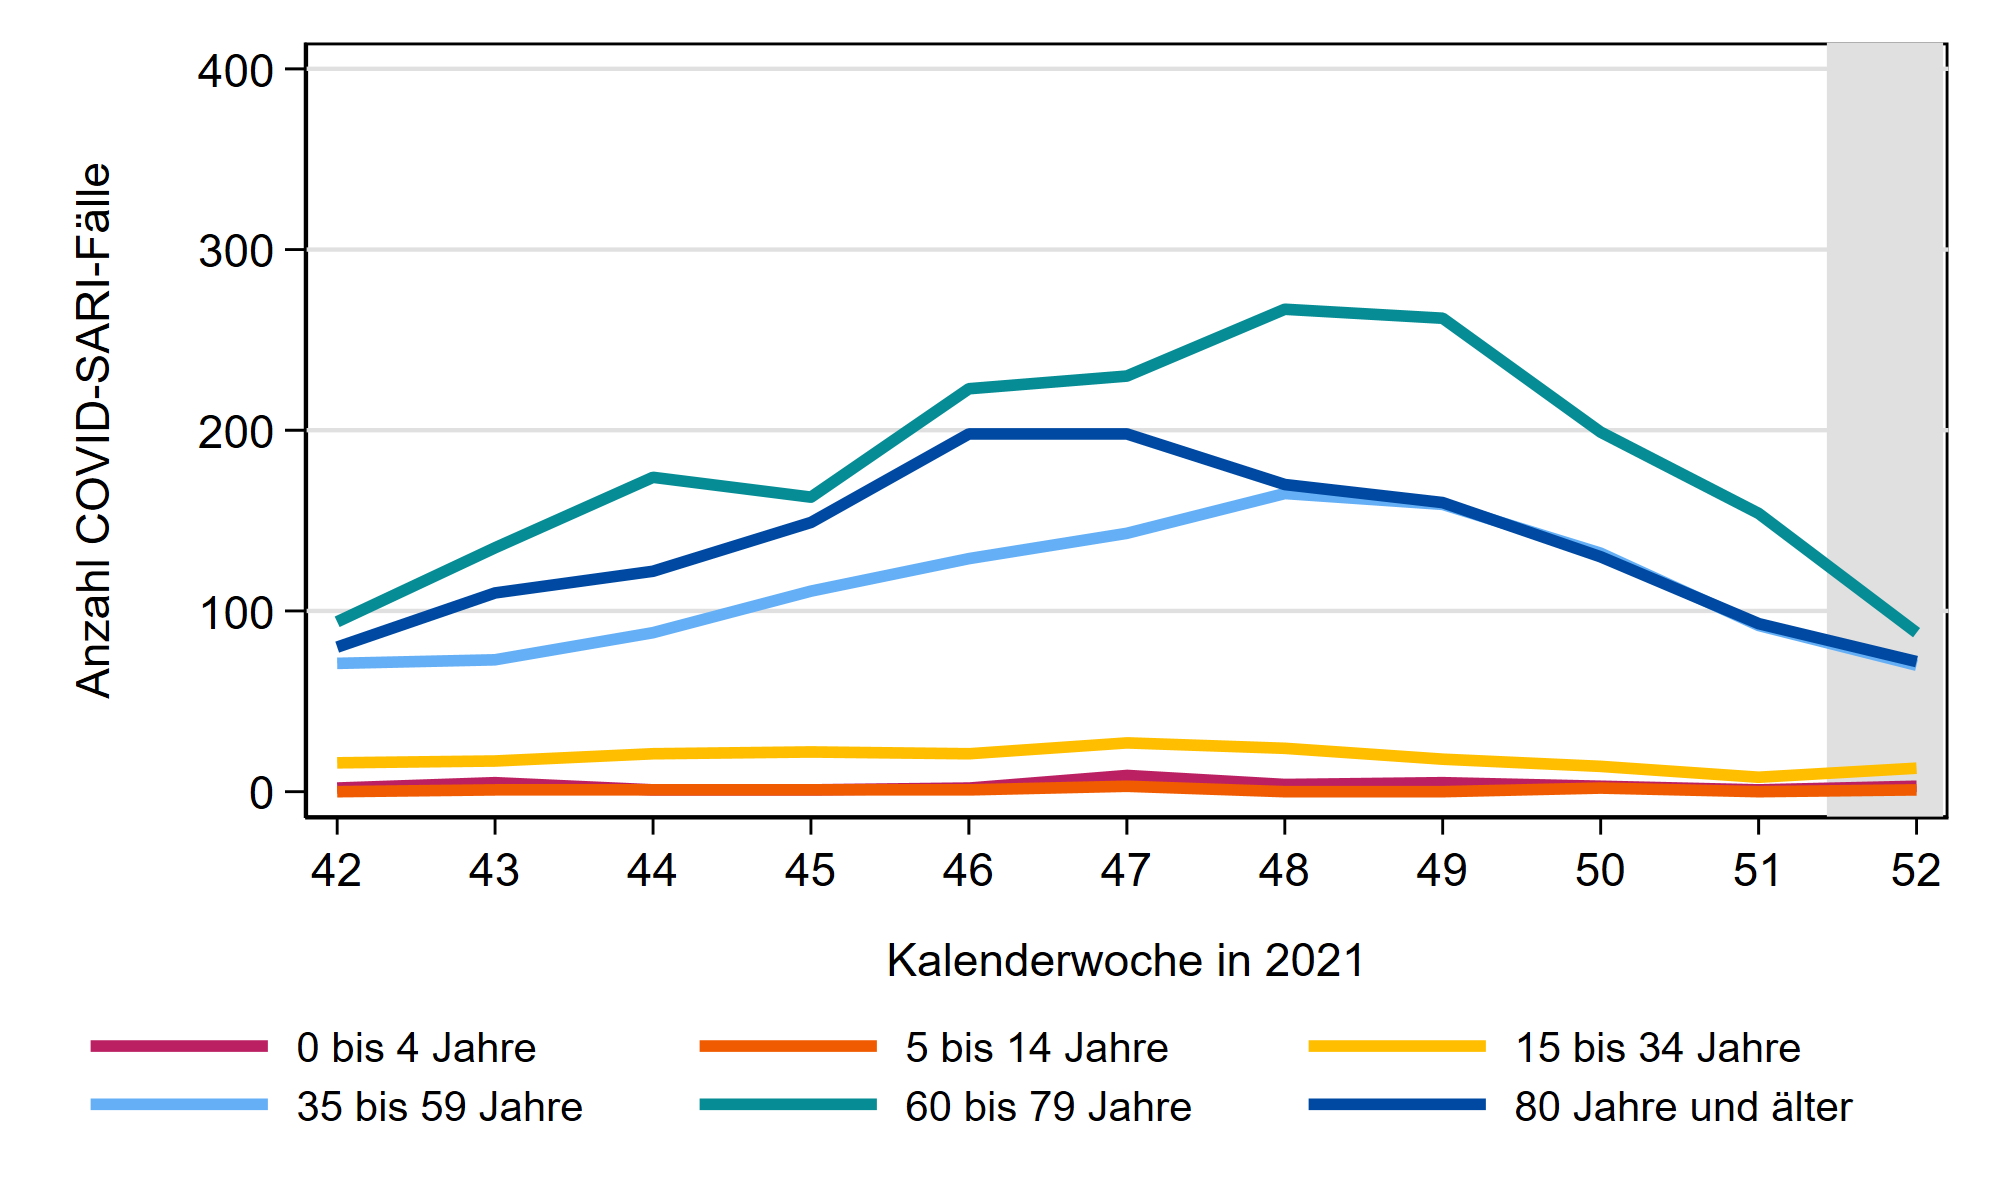 Anzahl COVID-SARI-Fälle
400
300
200
100
0
42 43 44 45 46 47 48 49 50 51 52
Kalenderwoche in 2021
0 bis 4 Jahre 5 bis 14 Jahre 15 bis 34 Jahre
35 bis 59 Jahre 60 bis 79 Jahre 80 Jahre und älter